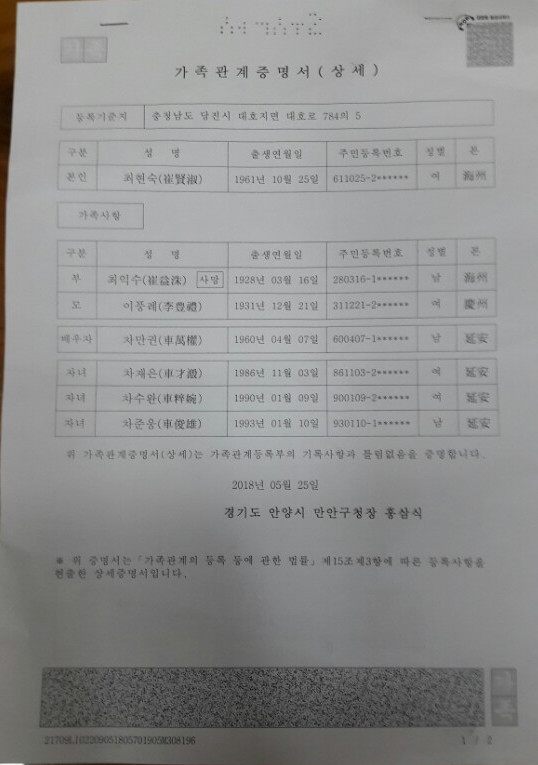 가족관계증명서(상세)
등록기준지 충청남도 당진시 대호지면 대호로 784의 5
구분 성 명 출생연월일 주민등록번호 성별 본
본인 최현숙(崔賢淑) 1961년 10월 25일 611025-2****** 여 海州
가족사항
구분 성 명 출생연월일 주민등록번호 성별 본
부 최익수(崔益洙) 사망 1928년 03월 16일 280316-1****** 남 海州
모 이풍례(李豊禮) 1931년 12월 21일 311221-2****** 여 慶州
배우자 차만권(車萬權) 1960년 04월 07일 600407-1****** 남 延安
자녀 차재은(車才) 1986년 11월 03일 861103-2****** 여 延安
자녀 차수완(車粹婉) 1990년 01월 09일 900109-2****** 여 延安
자녀 차준웅(車俊雄) 1993년 01월 10일 930110-1****** 남 延安
위 가족관계증명서(상세)는 가족관계등록부의 기록사항과 틀림없음을 증명합니다.
2018년 05월 25일
경기도 안양시 만안구청장 홍삼식
※ 위 증명서는「가족관계의 등록 등에 관한 법률」제15조제3항에 따른 등록사항을
현출한 상세증명서입니다.
21709LI02209051805701905M308196
1 / 2